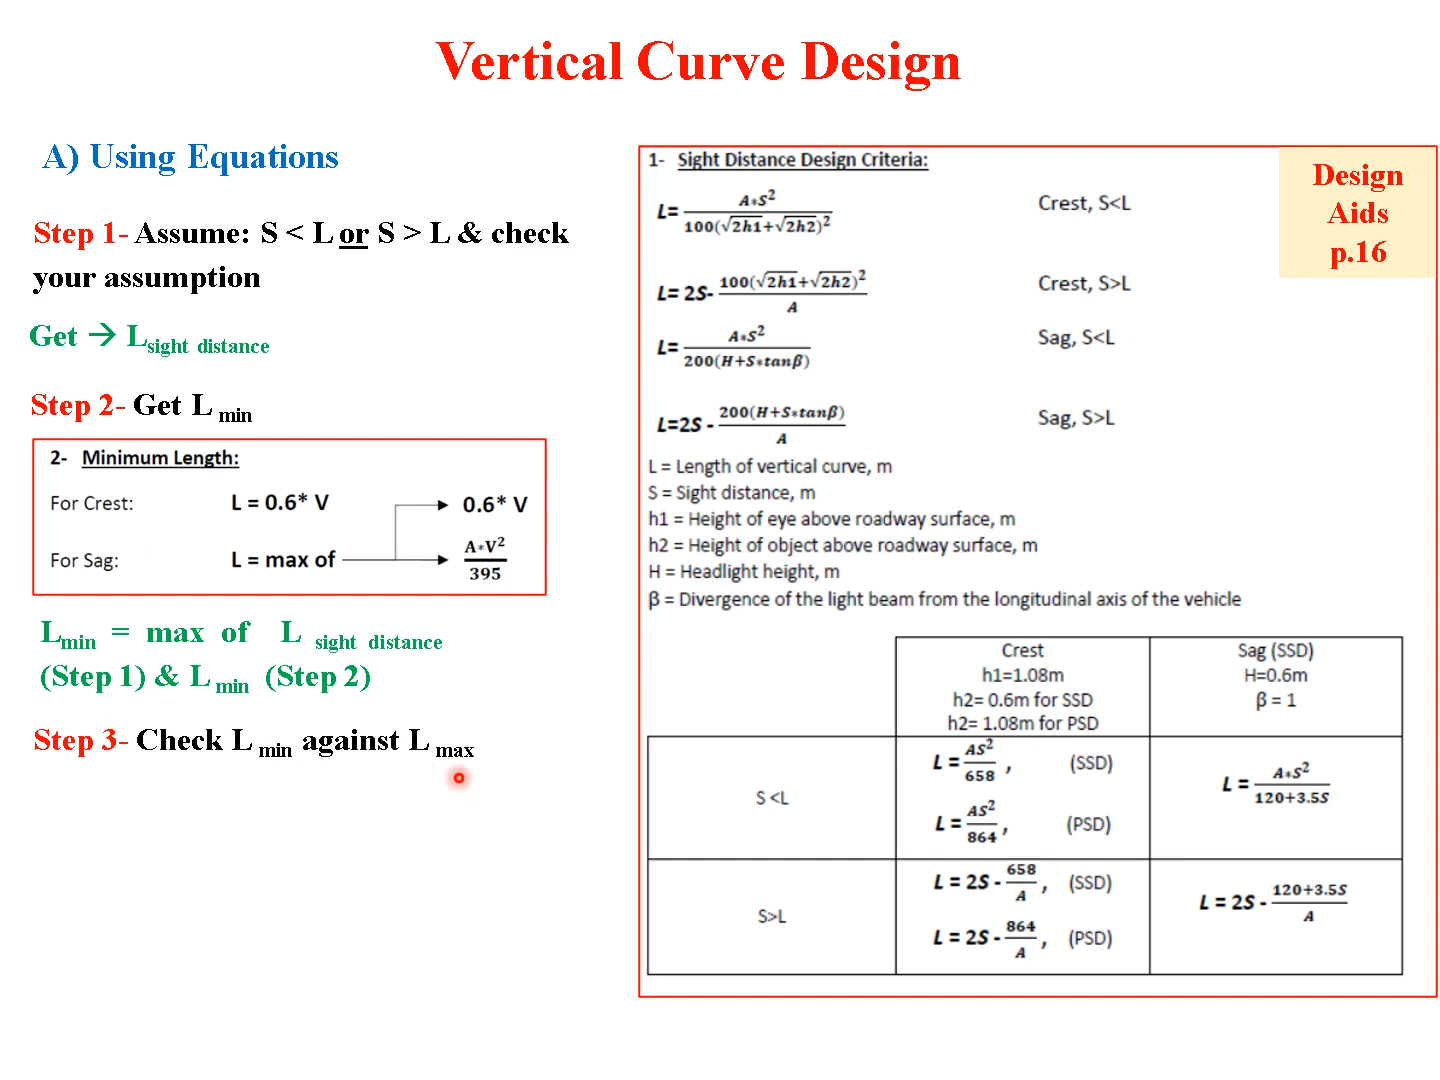 Vertical Curve Design
A) Using Equations
Step 1- Assume: S < L or S > L & check
your assumption
Get → L sight distance
Step 2- Get L min
2- Minimum Length:
For Crest: L = 0.6* V 0.6* V
For Sag: L = max of A*V²/395
Lmin = max of L sight distance
(Step 1) & L min (Step 2)
Step 3- Check L min against L max
Design
Aids
p.16
1- Sight Distance Design Criteria:
L= A*S²/100(√2h1+√2h2)² Crest, S<L
L= 2S- 100(√2h1+√2h2)²/A Crest, S>L
L= A*S²/200(H+S*tanβ) Sag, S<L
L=2S - 200(H+S*tanβ)/A Sag, S>L
L = Length of vertical curve, m
S = Sight distance, m
h1 = Height of eye above roadway surface, m
h2 = Height of object above roadway surface, m
H = Headlight height, m
β = Divergence of the light beam from the longitudinal axis of the vehicle
Crest
h1=1.08m
h2= 0.6m for SSD
h2= 1.08m for PSD
Sag (SSD)
H=0.6m
β = 1
S <L
L = AS²/658 , (SSD)
L = AS²/864 , (PSD)
L = A*S²/120+3.5S
S>L
L = 2S - 658/A , (SSD)
L = 2S - 864/A , (PSD)
L = 2S - 120+3.5S/A